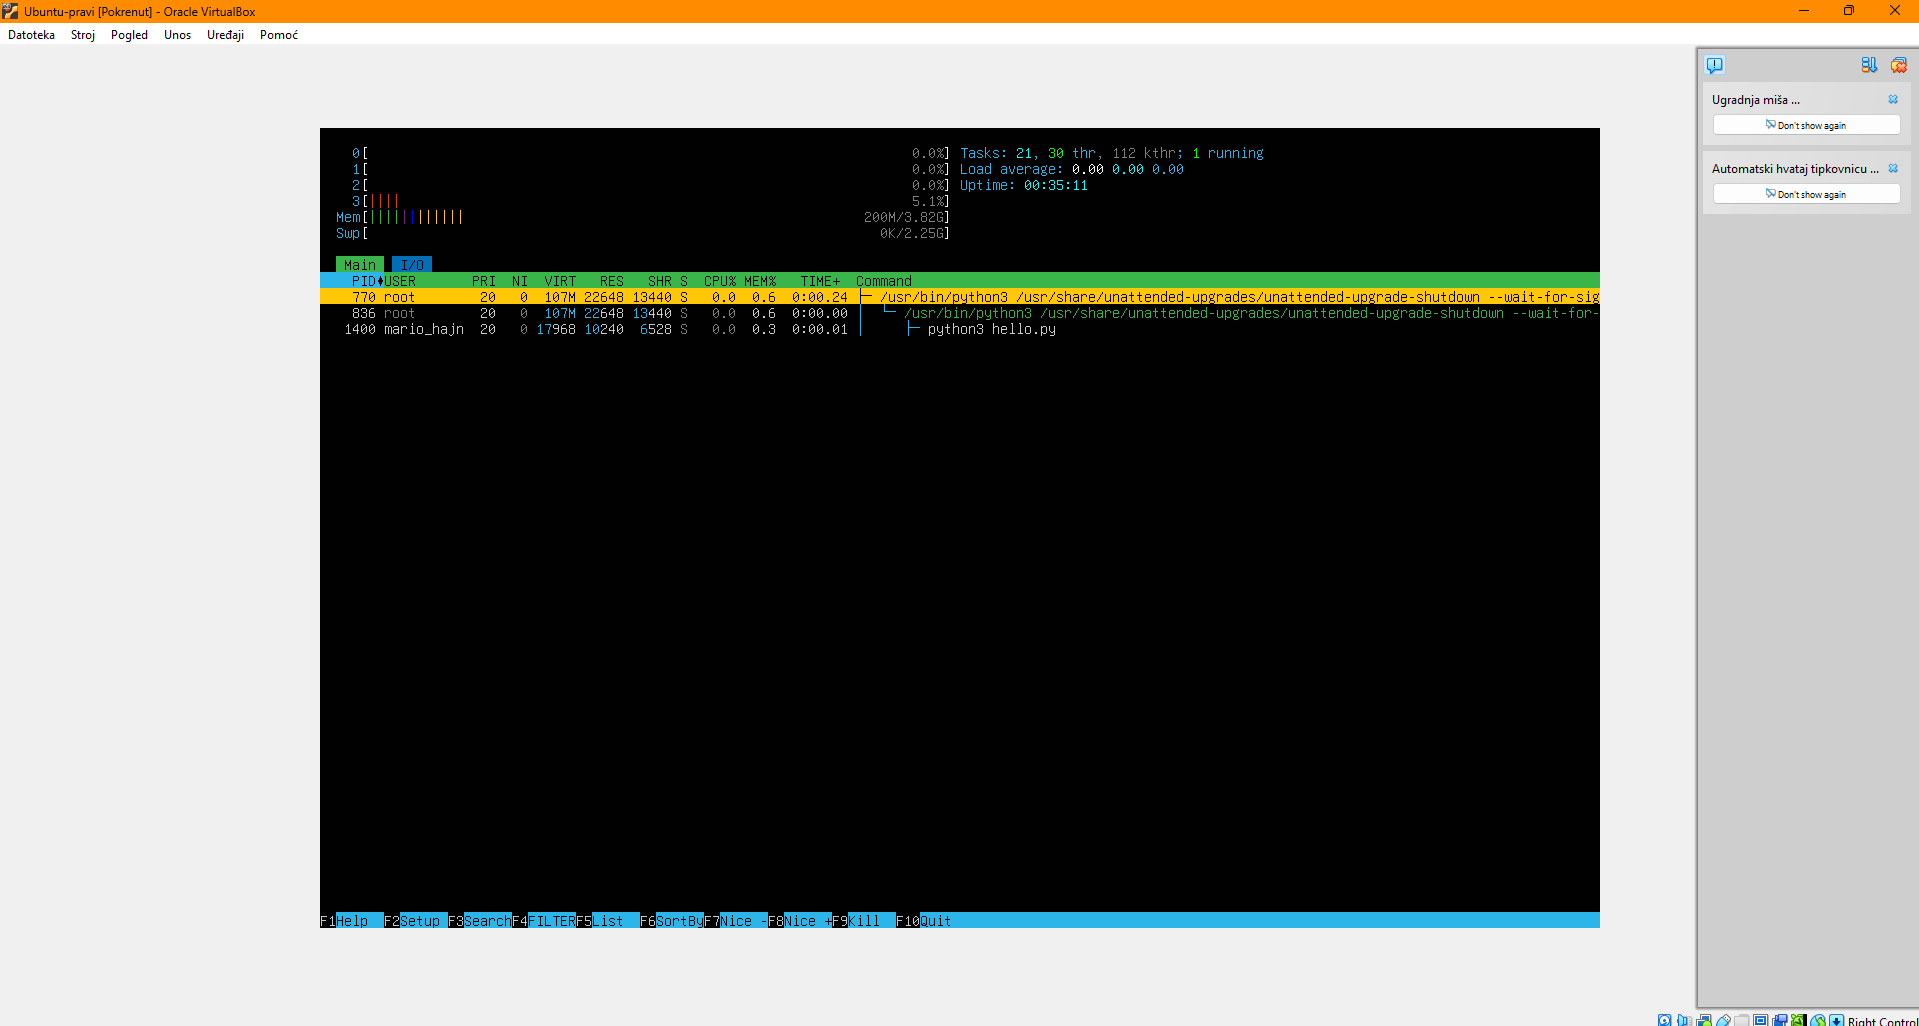 Ubuntu-pravi [Pokrenut] - Oracle VirtualBox
Datoteka Stroj Pogled Unos Uređaji Pomoć
Ugradnja miša ...
Don't show again
Automatski hvataj tipkovnicu ...
Don't show again
0[ 0.0%] Tasks: 21, 30 thr, 112 kthr; 1 running
1[ 0.0%] Load average: 0.00 0.00 0.00
2[ 0.0%] Uptime: 00:35:11
3[|||| 5.1%]
Mem[|||||||||||| 200M/3.82G]
Swp[ 0K/2.25G]
Main I/O
PID USER PRI NI VIRT RES SHR S CPU% MEM% TIME+ Command
770 root 20 0 107M 22648 13440 S 0.0 0.6 0:00.24 ├─ /usr/bin/python3 /usr/share/unattended-upgrades/unattended-upgrade-shutdown --wait-for-sig
836 root 20 0 107M 22648 13440 S 0.0 0.6 0:00.00 │ └─ /usr/bin/python3 /usr/share/unattended-upgrades/unattended-upgrade-shutdown --wait-for-
1400 mario_hajn 20 0 17968 10240 6528 S 0.0 0.3 0:00.01 │ ├─ python3 hello.py
F1Help F2Setup F3SearchF4FILTERF5List F6SortByF7Nice -F8Nice +F9Kill F10Quit
Right Control